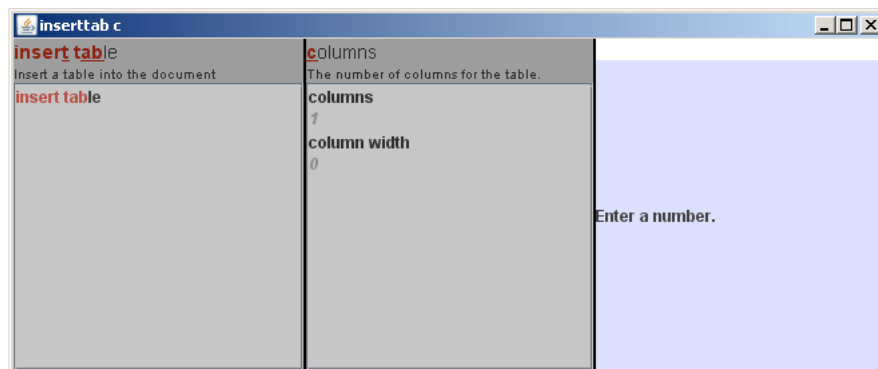 inserttab c
insert table
Insert a table into the document
insert table
columns
The number of columns for the table.
columns
1
column width
0
Enter a number.